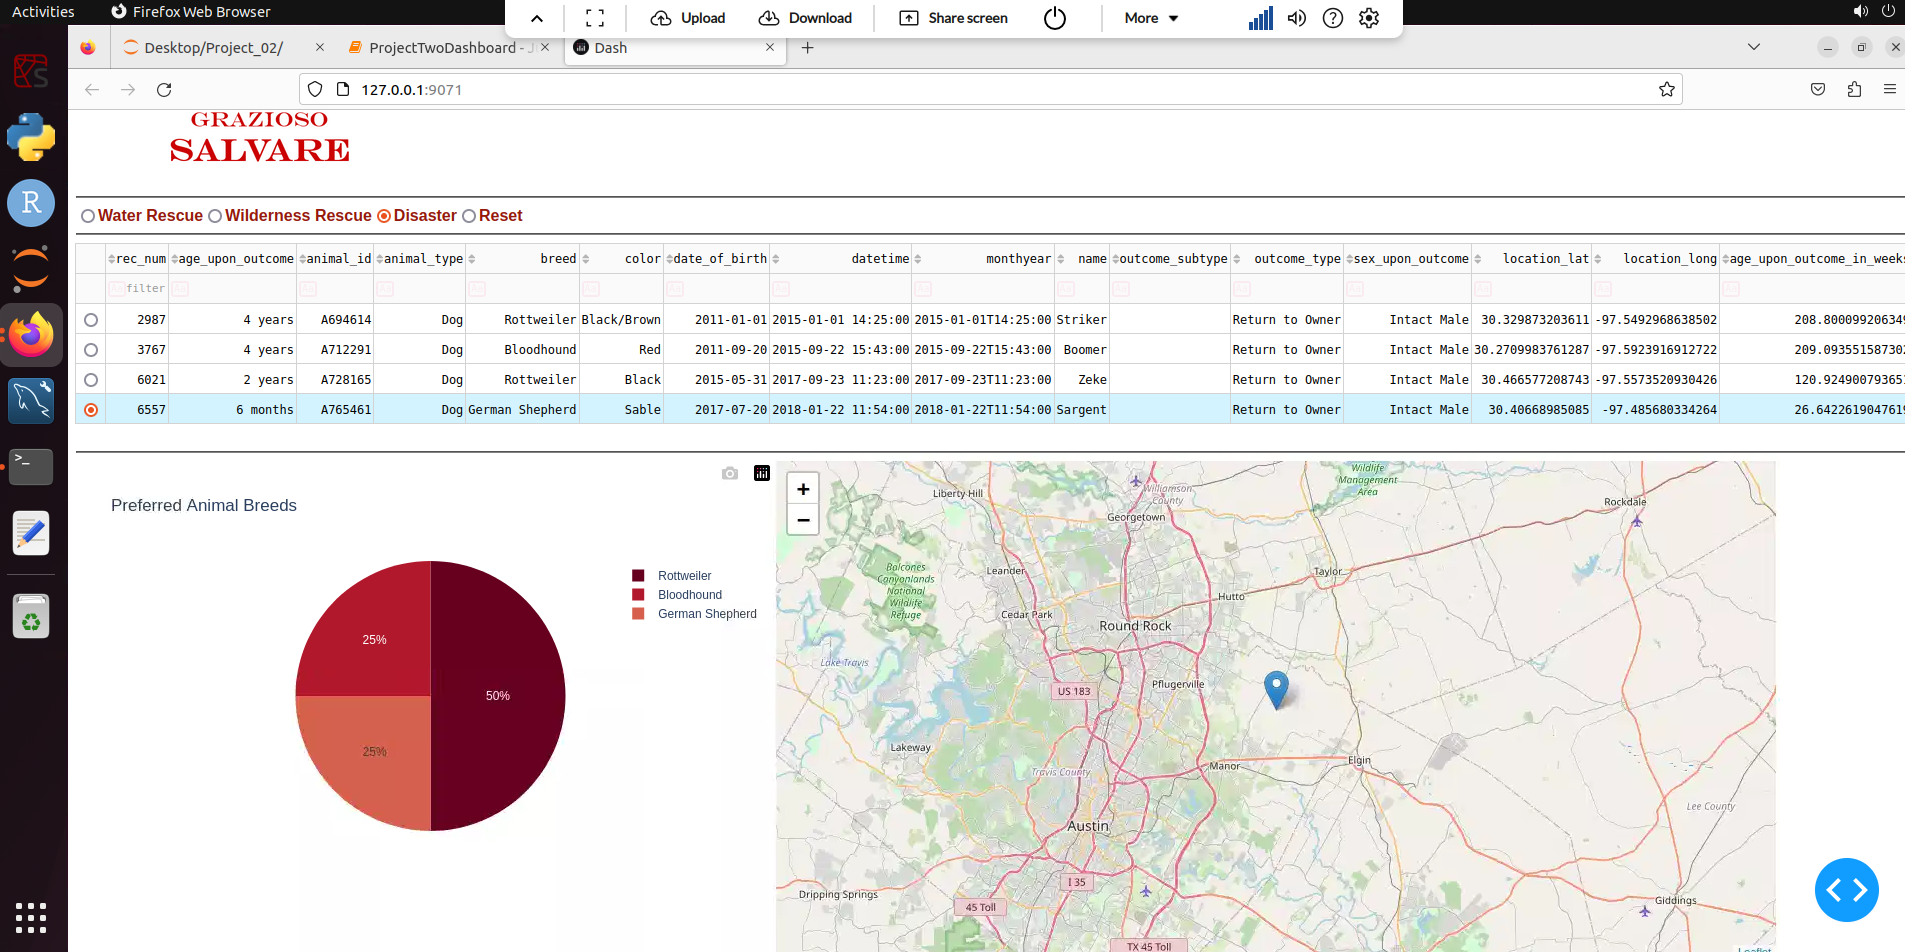 Activities Firefox Web Browser
Upload Download Share screen More
Desktop/Project_02/ ProjectTwoDashboard - J Dash
127.0.0.1:9071
GRAZIOSO
SALVARE
Water Rescue Wilderness Rescue Disaster Reset
rec_num age_upon_outcome animal_id animal_type breed color date_of_birth datetime monthyear name outcome_subtype outcome_type sex_upon_outcome location_lat location_long age_upon_outcome_in_weeks
filter
2987 4 years A694614 Dog Rottweiler Black/Brown 2011-01-01 2015-01-01 14:25:00 2015-01-01T14:25:00 Striker Return to Owner Intact Male 30.329873203611 -97.5492968638502 208.800099206349
3767 4 years A712291 Dog Bloodhound Red 2011-09-20 2015-09-22 15:43:00 2015-09-22T15:43:00 Boomer Return to Owner Intact Male 30.2709983761287 -97.5923916912722 209.093551587302
6021 2 years A728165 Dog Rottweiler Black 2015-05-31 2017-09-23 11:23:00 2017-09-23T11:23:00 Zeke Return to Owner Intact Male 30.466577208743 -97.5573520930426 120.924900793651
6557 6 months A765461 Dog German Shepherd Sable 2017-07-20 2018-01-22 11:54:00 2018-01-22T11:54:00 Sargent Return to Owner Intact Male 30.40668985085 -97.485680334264 26.6422619047619
Preferred Animal Breeds
Rottweiler
Bloodhound
German Shepherd
25%
50%
25%
+
−
Wildlife
Management
Area
Liberty Hill
Williamson
County
Rockdale
Georgetown
Balcones
Canyonlands
National
Wildlife
Refuge
Leander
Taylor
Hutto
Cedar Park
Round Rock
Lake Travis
US 183
Pflugerville
Lakeway
Manor
Elgin
Travis County
Lee County
Austin
I 35
Dripping Springs
45 Toll
Giddings
TX 45 Toll
Leaflet